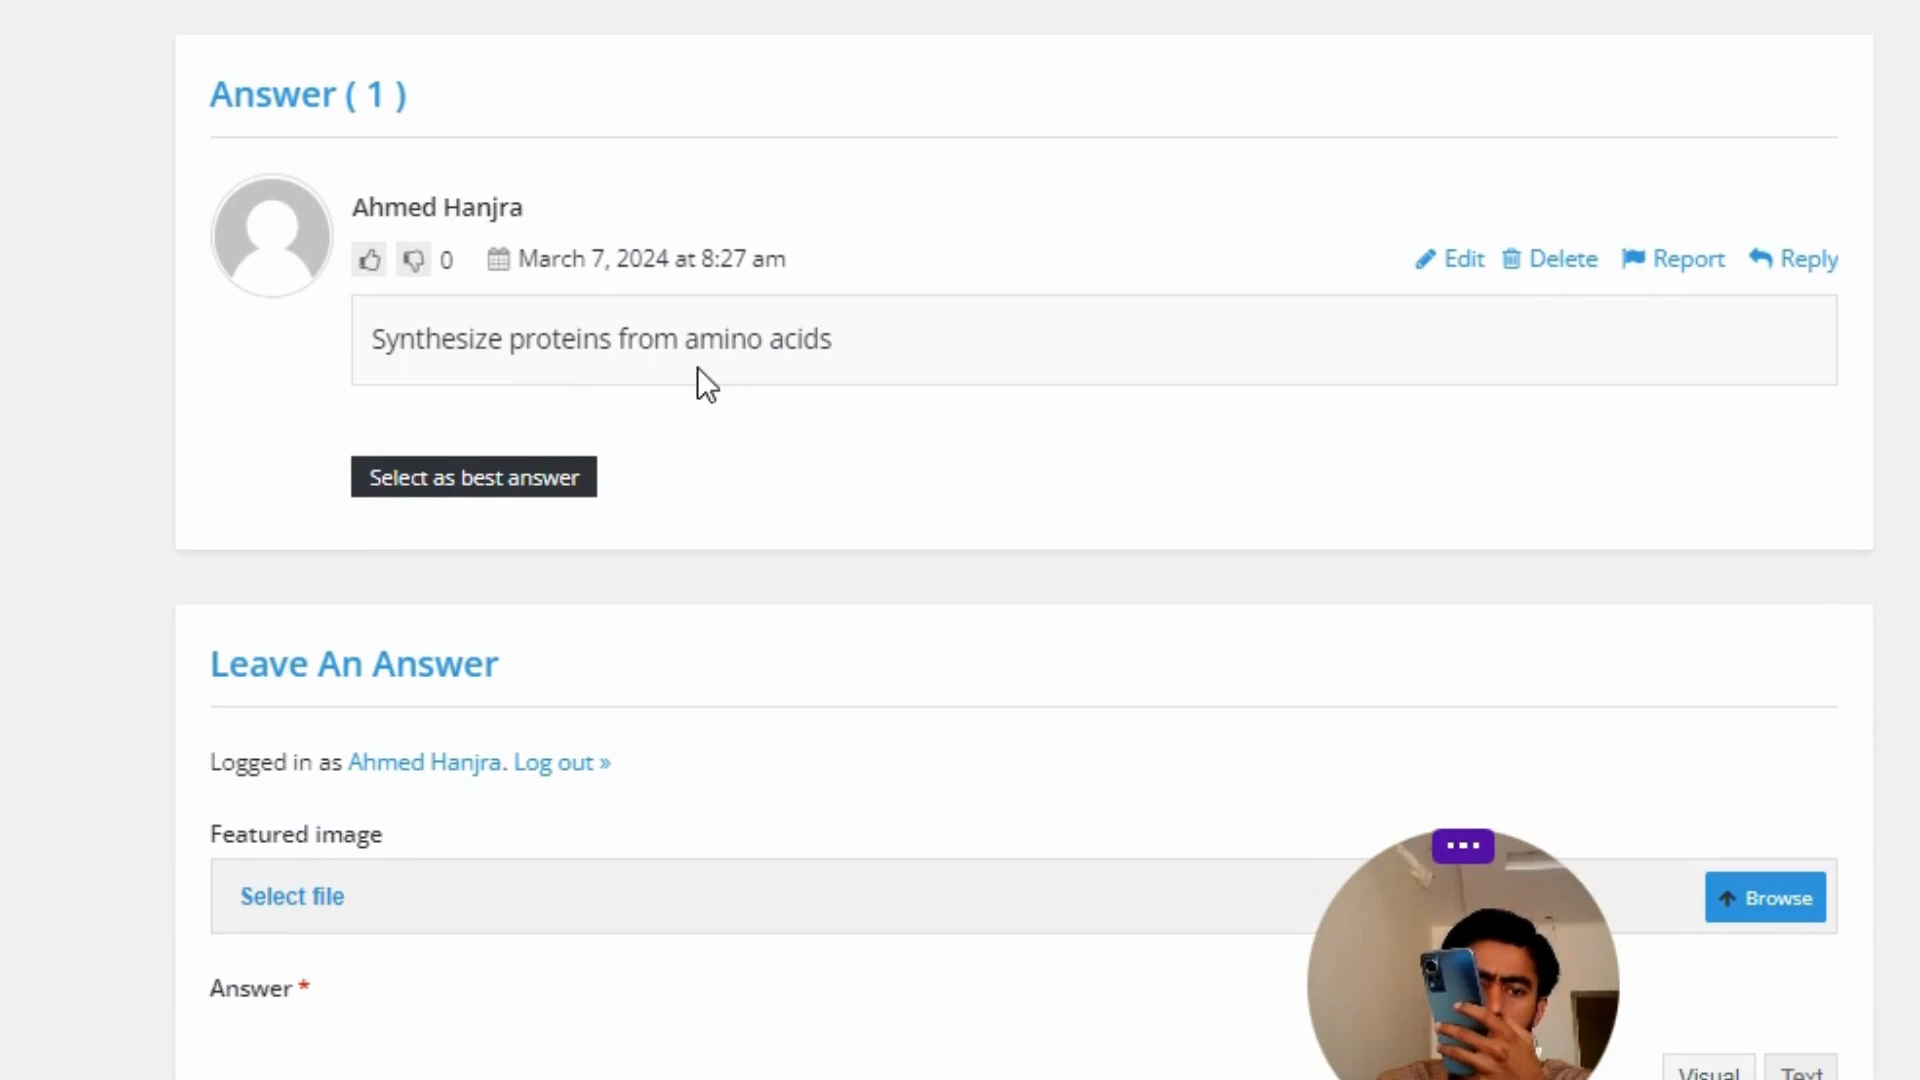 Answer ( 1 )
Ahmed Hanjra
0 March 7, 2024 at 8:27 am Edit Delete Report Reply
Synthesize proteins from amino acids
Select as best answer
Leave An Answer
Logged in as Ahmed Hanjra. Log out »
Featured image
Select file Browse
Answer *
Visual Text